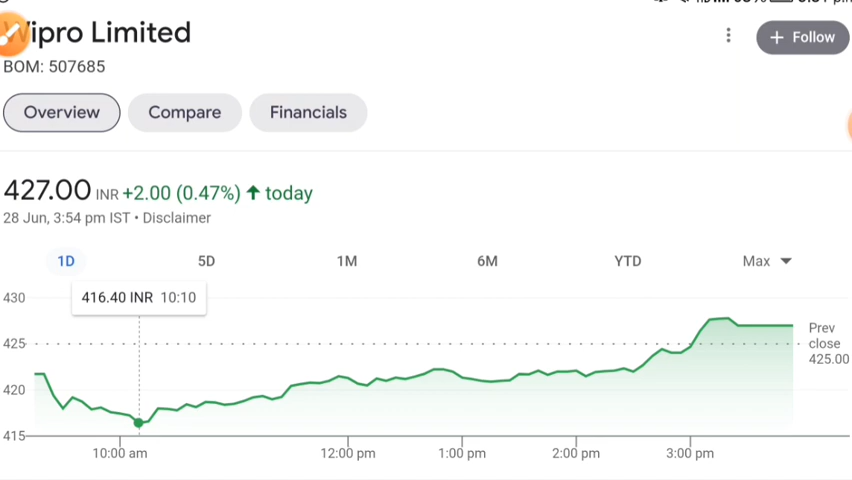 Wipro Limited
Follow
BOM: 507685
Overview
Compare
Financials
427.00 INR +2.00 (0.47%) today
28 Jun, 3:54 pm IST • Disclaimer
1D 5D 1M 6M YTD Max
416.40 INR 10:10
430
425
420
415
Prev
close
425.00
10:00 am 12:00 pm 1:00 pm 2:00 pm 3:00 pm